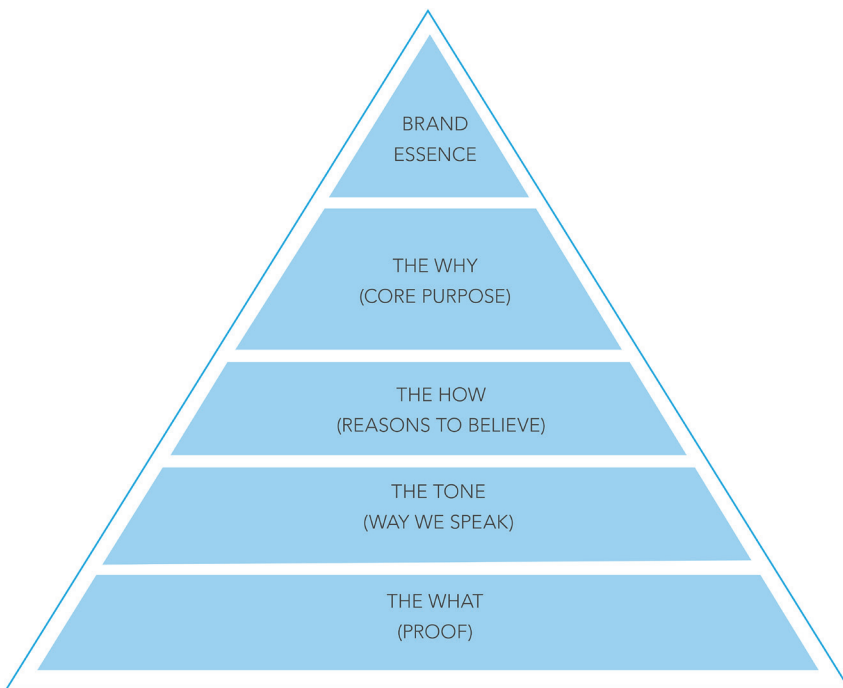 BRAND
ESSENCE
THE WHY
(CORE PURPOSE)
THE HOW
(REASONS TO BELIEVE)
THE TONE
(WAY WE SPEAK)
THE WHAT
(PROOF)